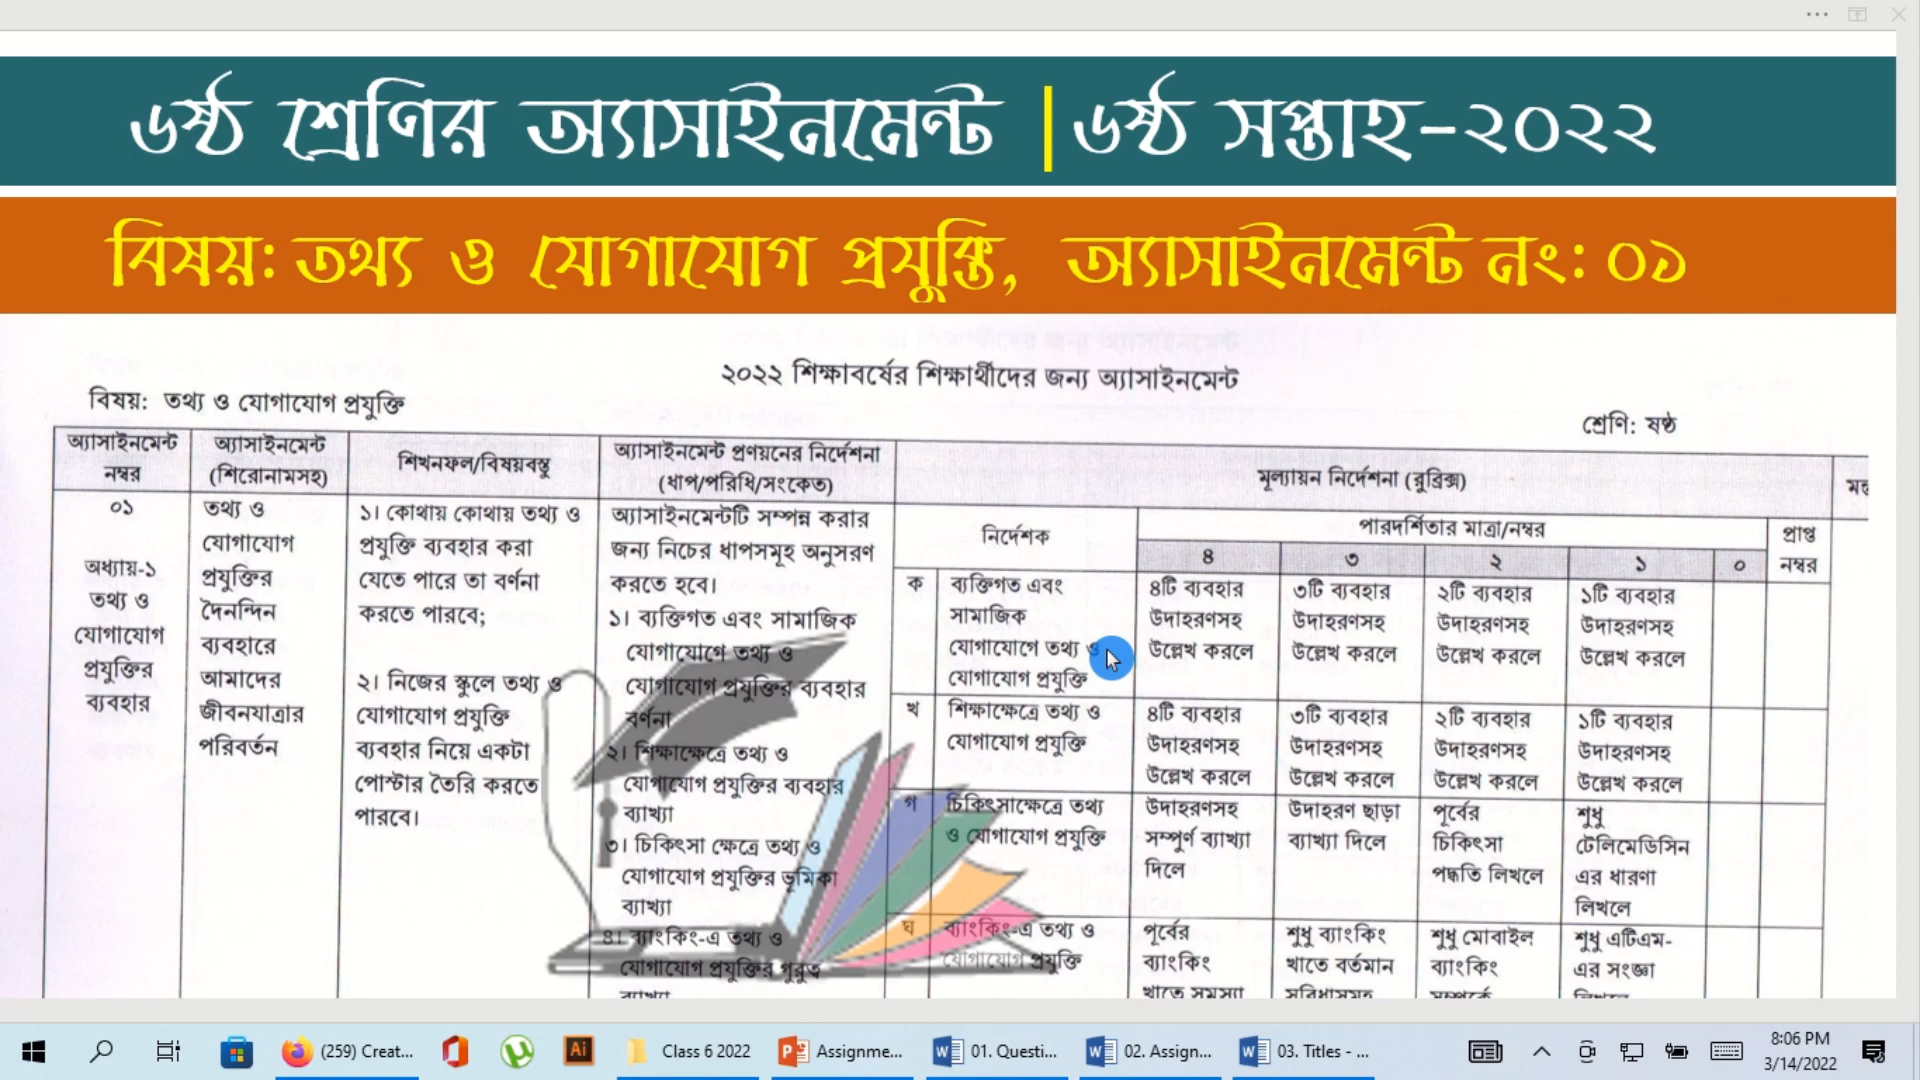 ৬ষ্ঠ শ্রেণির অ্যাসাইনমেন্ট | ৬ষ্ঠ সপ্তাহ-২০২২
বিষয়: তথ্য ও যোগাযোগ প্রযুক্তি, অ্যাসাইনমেন্ট নং: ০১
২০২২ শিক্ষাবর্ষের শিক্ষার্থীদের জন্য অ্যাসাইনমেন্ট
বিষয়: তথ্য ও যোগাযোগ প্রযুক্তি
শ্রেণি: ষষ্ঠ
অ্যাসাইনমেন্ট
নম্বর
অ্যাসাইনমেন্ট
(শিরোনামসহ)
শিখনফল/বিষয়বস্তু
অ্যাসাইনমেন্ট প্রণয়নের নির্দেশনা
(ধাপ/পরিধি/সংকেত)
মূল্যায়ন নির্দেশনা (রুব্রিক্স)
০১
অধ্যায়-১
তথ্য ও
যোগাযোগ
প্রযুক্তির
ব্যবহার
তথ্য ও
যোগাযোগ
প্রযুক্তির
দৈনন্দিন
ব্যবহারে
আমাদের
জীবনযাত্রার
পরিবর্তন
১। কোথায় কোথায় তথ্য ও
প্রযুক্তি ব্যবহার করা
যেতে পারে তা বর্ণনা
করতে পারবে;
২। নিজের স্কুলে তথ্য ও
যোগাযোগ প্রযুক্তি
ব্যবহার নিয়ে একটা
পোস্টার তৈরি করতে
পারবে।
অ্যাসাইনমেন্টটি সম্পন্ন করার
জন্য নিচের ধাপসমূহ অনুসরণ
করতে হবে।
১। ব্যক্তিগত এবং সামাজিক
যোগাযোগে তথ্য ও
যোগাযোগ প্রযুক্তির ব্যবহার
বর্ণনা
২। শিক্ষাক্ষেত্রে তথ্য ও
যোগাযোগ প্রযুক্তির ব্যবহার
ব্যাখ্যা
৩। চিকিৎসা ক্ষেত্রে তথ্য ও
যোগাযোগ প্রযুক্তির ভূমিকা
ব্যাখ্যা
৪। ব্যাংকিং-এ তথ্য ও
যোগাযোগ প্রযুক্তির গুরুত্ব
নির্দেশক
পারদর্শিতার মাত্রা/নম্বর
প্রাপ্ত
নম্বর
৪ ৩ ২ ১ ০
ক
ব্যক্তিগত এবং
সামাজিক
যোগাযোগে তথ্য ও
যোগাযোগ প্রযুক্তি
৪টি ব্যবহার
উদাহরণসহ
উল্লেখ করলে
৩টি ব্যবহার
উদাহরণসহ
উল্লেখ করলে
২টি ব্যবহার
উদাহরণসহ
উল্লেখ করলে
১টি ব্যবহার
উদাহরণসহ
উল্লেখ করলে
খ
শিক্ষাক্ষেত্রে তথ্য ও
যোগাযোগ প্রযুক্তি
৪টি ব্যবহার
উদাহরণসহ
উল্লেখ করলে
৩টি ব্যবহার
উদাহরণসহ
উল্লেখ করলে
২টি ব্যবহার
উদাহরণসহ
উল্লেখ করলে
১টি ব্যবহার
উদাহরণসহ
উল্লেখ করলে
গ
চিকিৎসাক্ষেত্রে তথ্য
ও যোগাযোগ প্রযুক্তি
উদাহরণসহ
সম্পুর্ণ ব্যাখ্যা
দিলে
উদাহরণ ছাড়া
ব্যাখ্যা দিলে
পূর্বের
চিকিৎসা
পদ্ধতি লিখলে
শুধু
টেলিমেডিসিন
এর ধারণা
লিখলে
ঘ
ব্যাংকিং-এ তথ্য ও
যোগাযোগ প্রযুক্তি
পূর্বের
ব্যাংকিং
খাতে সমস্যা
শুধু ব্যাংকিং
খাতে বর্তমান
শুধু মোবাইল
ব্যাংকিং
শুধু এটিএম-
এর সংজ্ঞা
(259) Creat...
Ai
Class 6 2022
Assignme...
01. Questi...
02. Assign...
03. Titles - ...
8:06 PM
3/14/2022